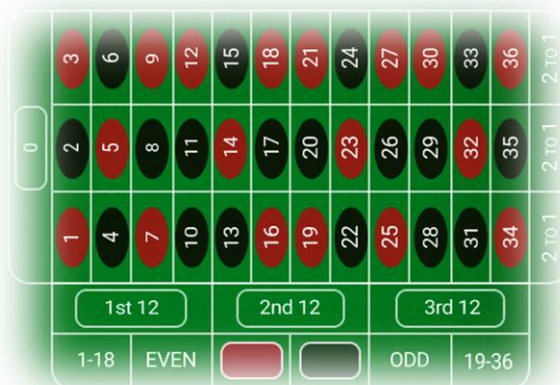 3 6 9 12 15 18 21 24 27 30 33 36 2 TO 1
0 2 5 8 11 14 17 20 23 26 29 32 35 2 TO 1
1 4 7 10 13 16 19 22 25 28 31 34 2 TO 1
1st 12 2nd 12 3rd 12
1-18 EVEN ODD 19-36